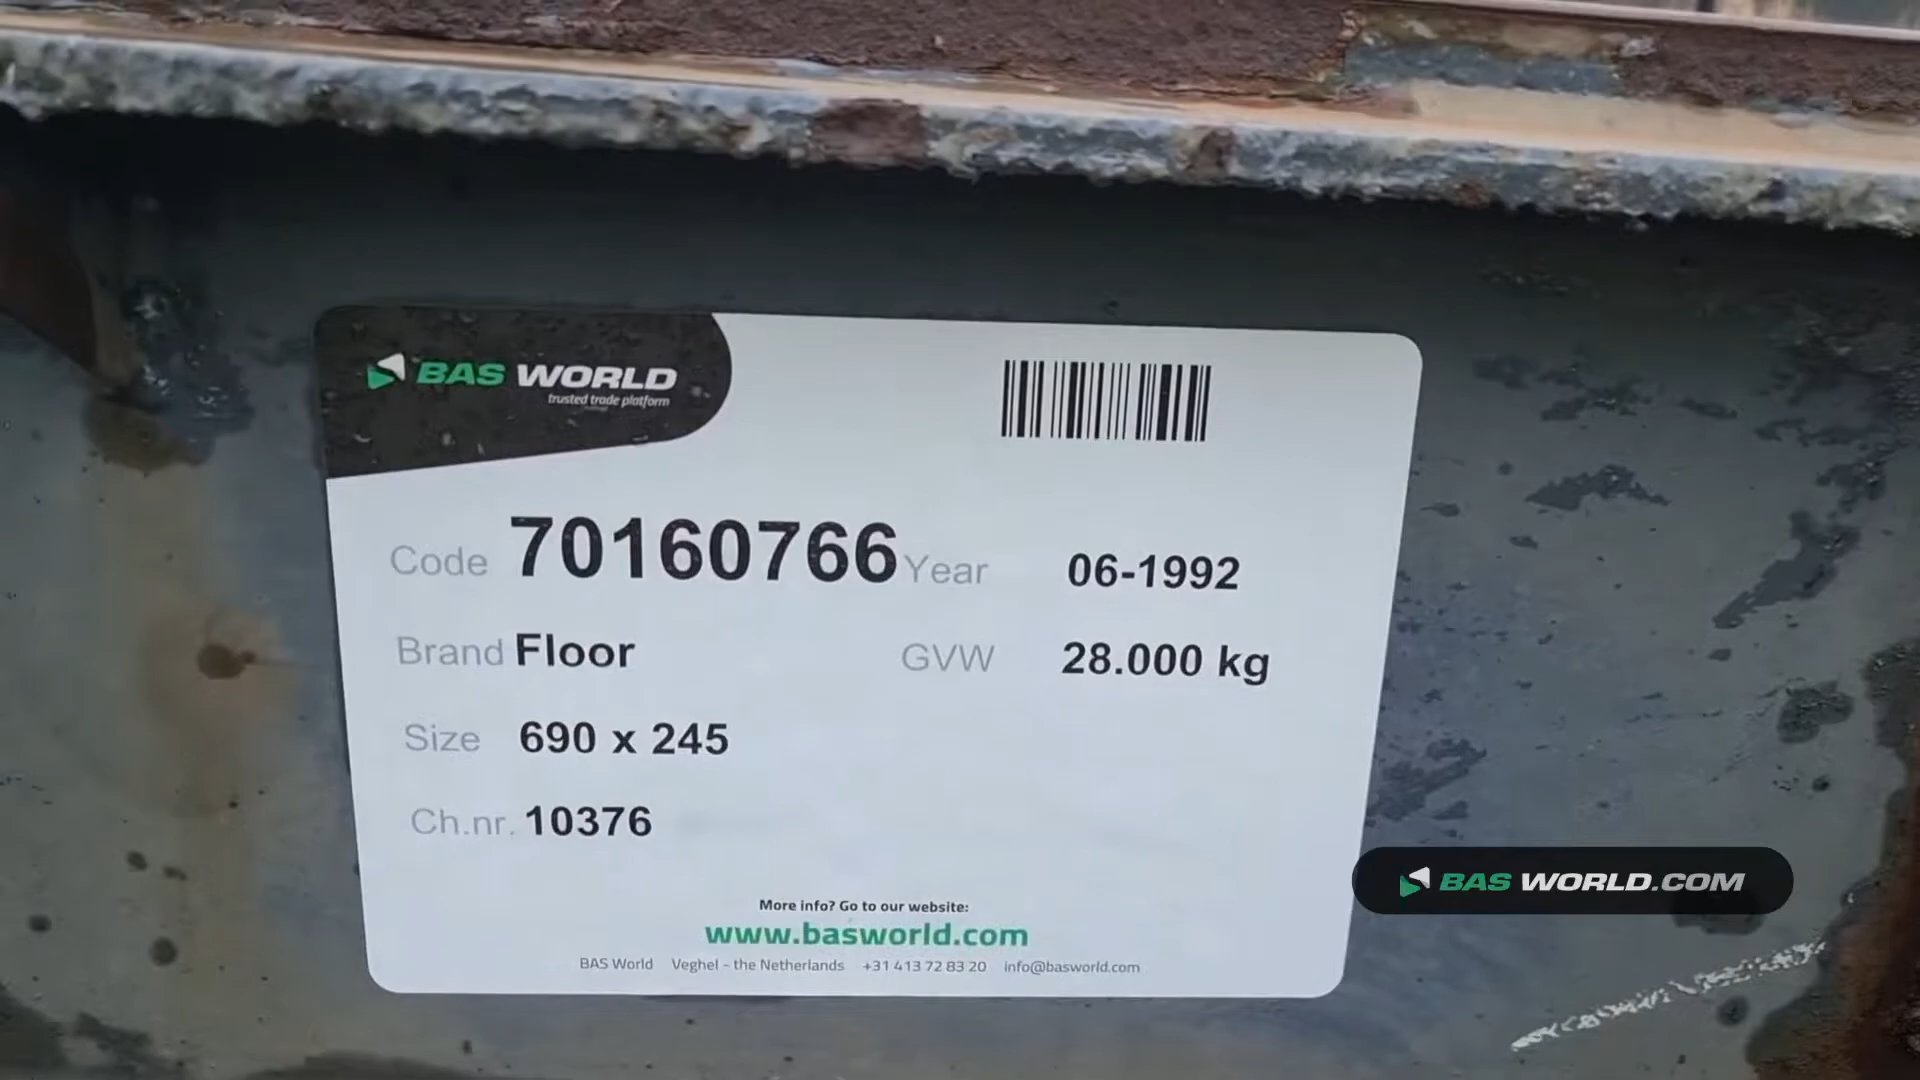 BAS WORLD
trusted trade platform
Code 70160766 Year 06-1992
Brand Floor GVW 28.000 kg
Size 690 x 245
Ch.nr. 10376
More info? Go to our website:
www.basworld.com
BAS World Veghel - the Netherlands +31 413 72 83 20 info@basworld.com
BAS WORLD.COM